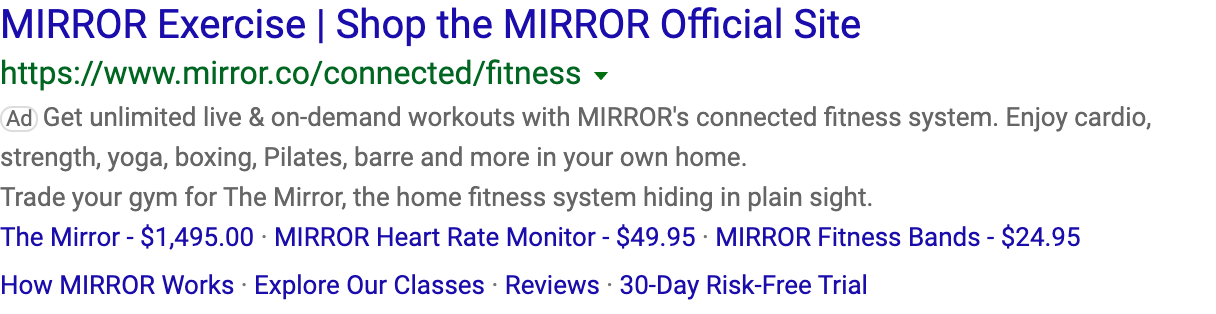 MIRROR Exercise | Shop the MIRROR Official Site
https://www.mirror.co/connected/fitness
Ad Get unlimited live & on-demand workouts with MIRROR's connected fitness system. Enjoy cardio,
strength, yoga, boxing, Pilates, barre and more in your own home.
Trade your gym for The Mirror, the home fitness system hiding in plain sight.
The Mirror - $1,495.00 · MIRROR Heart Rate Monitor - $49.95 · MIRROR Fitness Bands - $24.95
How MIRROR Works · Explore Our Classes · Reviews · 30-Day Risk-Free Trial